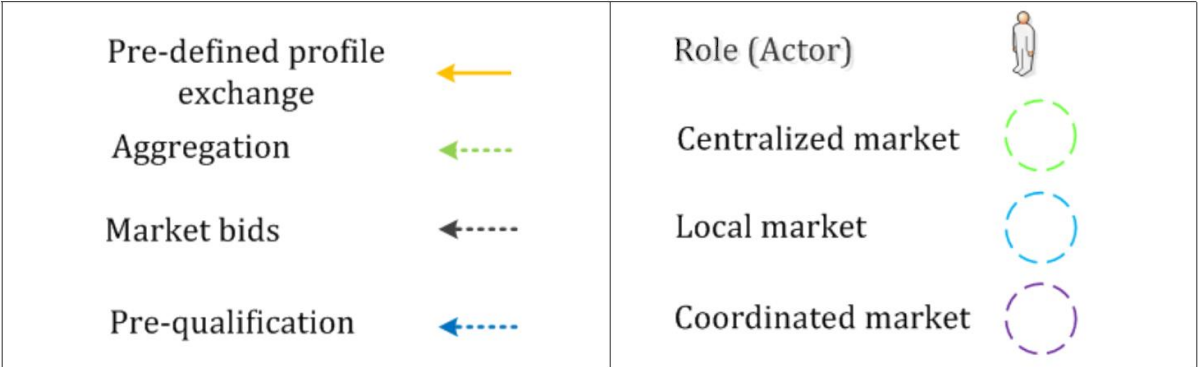 Pre-defined profile
exchange
Aggregation
Market bids
Pre-qualification
Role (Actor)
Centralized market
Local market
Coordinated market